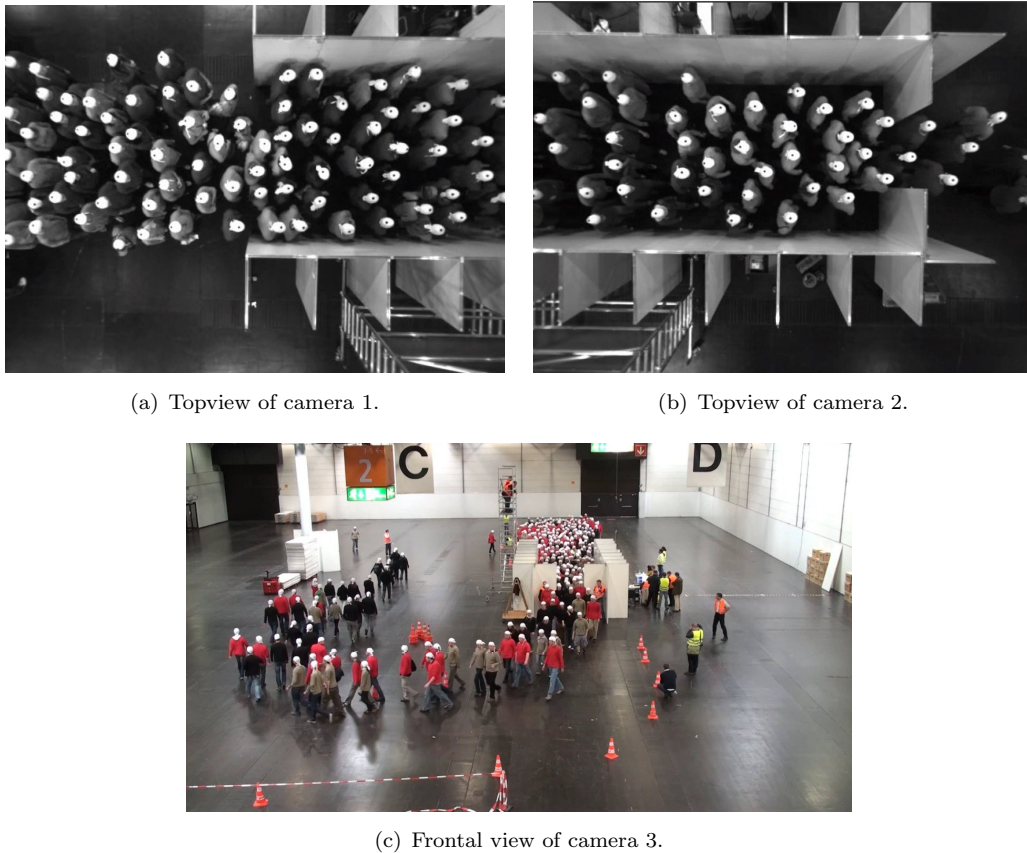 (a) Topview of camera 1.
(b) Topview of camera 2.
2
C
D
(c) Frontal view of camera 3.